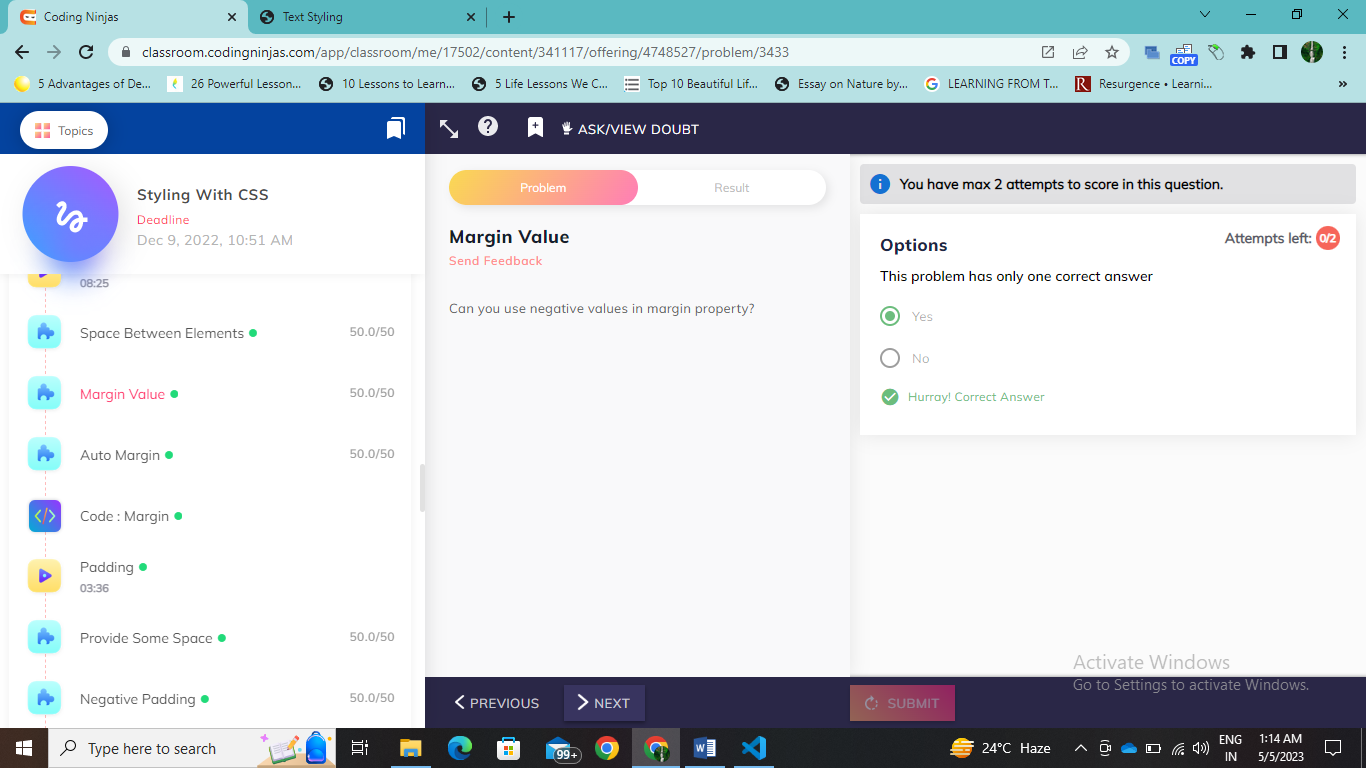 Coding Ninjas
Text Styling
classroom.codingninjas.com/app/classroom/me/17502/content/341117/offering/4748527/problem/3433
COPY
5 Advantages of De...
26 Powerful Lesson...
10 Lessons to Learn...
5 Life Lessons We C...
Top 10 Beautiful Lif...
Essay on Nature by...
LEARNING FROM T...
Resurgence • Learni...
Topics
ASK/VIEW DOUBT
Styling With CSS
Deadline
Dec 9, 2022, 10:51 AM
08:25
Space Between Elements
50.0/50
Margin Value
50.0/50
Auto Margin
50.0/50
Code : Margin
Padding
03:36
Provide Some Space
50.0/50
Negative Padding
50.0/50
Problem
Result
Margin Value
Send Feedback
Can you use negative values in margin property?
PREVIOUS
NEXT
You have max 2 attempts to score in this question.
Options
Attempts left: 0/2
This problem has only one correct answer
Yes
No
Hurray! Correct Answer
Activate Windows
Go to Settings to activate Windows.
SUBMIT
Type here to search
99+
24°C Haze
ENG
IN
1:14 AM
5/5/2023